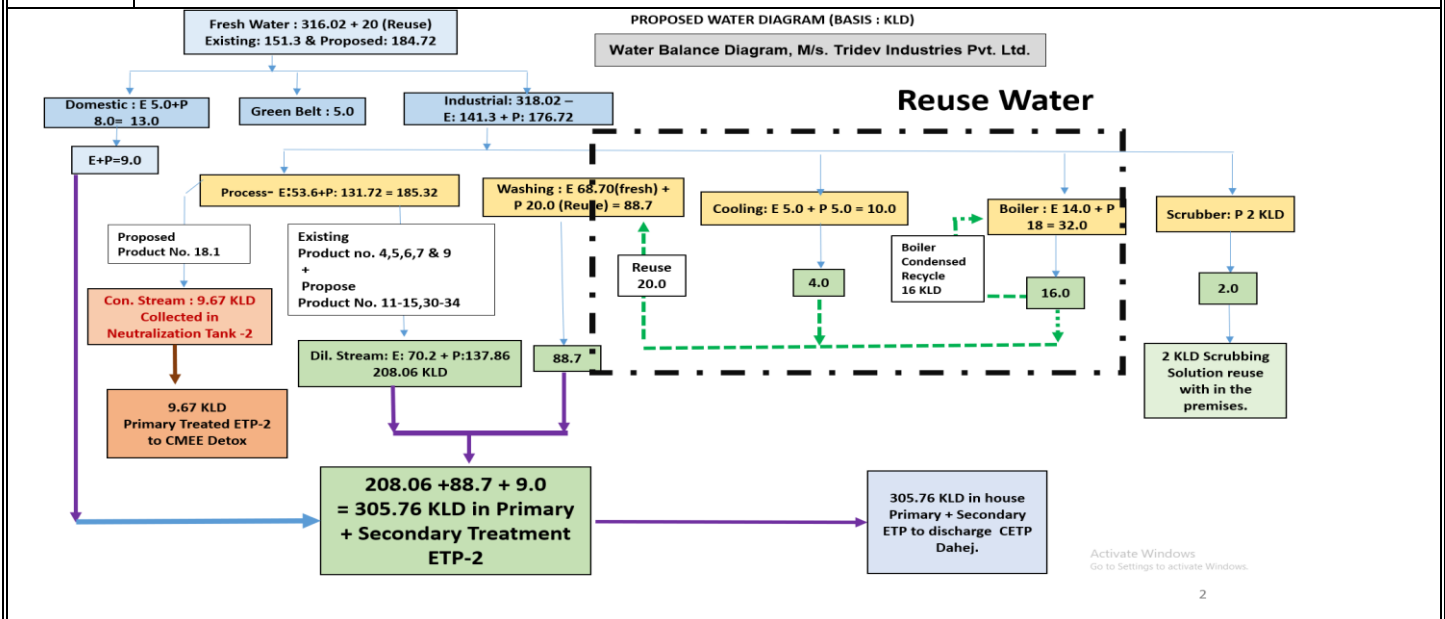 PROPOSED WATER DIAGRAM (BASIS : KLD)
Fresh Water : 316.02 + 20 (Reuse)
Existing: 151.3 & Proposed: 184.72
Water Balance Diagram, M/s. Tridev Industries Pvt. Ltd.
Domestic : E 5.0+P
8.0= 13.0
Green Belt : 5.0
Industrial: 318.02 –
E: 141.3 + P: 176.72
Reuse Water
E+P=9.0
Process- E:53.6+P: 131.72 = 185.32
Washing : E 68.70(fresh) +
P 20.0 (Reuse) = 88.7
Cooling: E 5.0 + P 5.0 = 10.0
Boiler : E 14.0 + P
18 = 32.0
Scrubber: P 2 KLD
Proposed
Product No. 18.1
Existing
Product no. 4,5,6,7 & 9
+
Propose
Product No. 11-15,30-34
Reuse
20.0
4.0
Boiler
Condensed
Recycle
16 KLD
16.0
2.0
Con. Stream : 9.67 KLD
Collected in
Neutralization Tank -2
Dil. Stream: E: 70.2 + P:137.86
208.06 KLD
88.7
2 KLD Scrubbing
Solution reuse
with in the
premises.
9.67 KLD
Primary Treated ETP-2
to CMEE Detox
208.06 +88.7 + 9.0
= 305.76 KLD in Primary
+ Secondary Treatment
ETP-2
305.76 KLD in house
Primary + Secondary
ETP to discharge CETP
Dahej.
Activate Windows
Go to Settings to activate Windows.
2